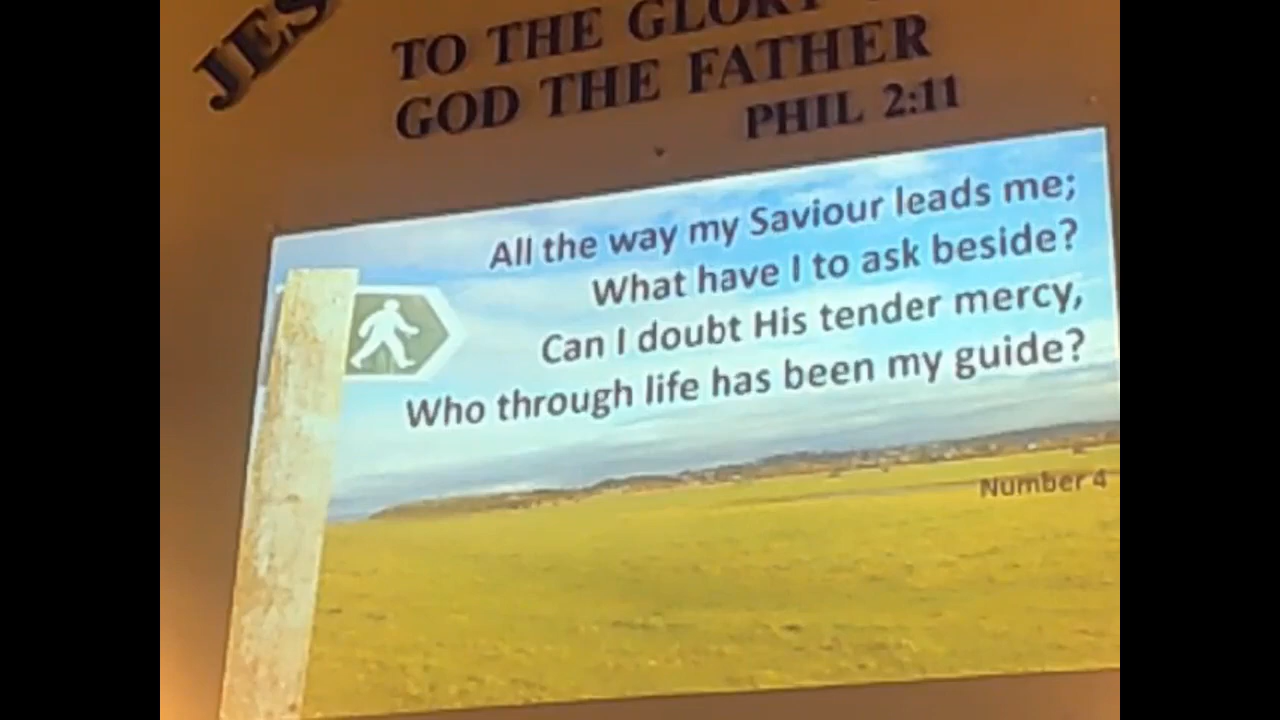 JES
TO THE GLORY
GOD THE FATHER
PHIL 2:11
All the way my Saviour leads me;
What have I to ask beside?
Can I doubt His tender mercy,
Who through life has been my guide?
Number 4